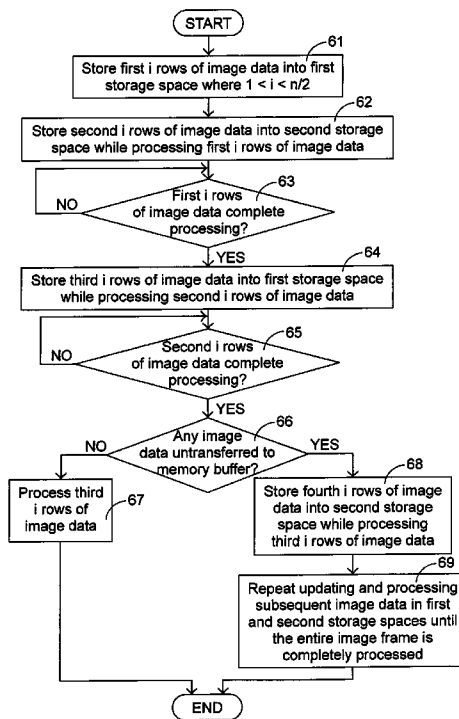 START
61
Store first i rows of image data into first
storage space where 1 < i < n/2
62
Store second i rows of image data into second storage
space while processing first i rows of image data
63
First i rows
of image data complete
processing?
NO
YES
64
Store third i rows of image data into first storage space
while processing second i rows of image data
65
Second i rows
of image data complete
processing?
NO
YES
66
Any image
data untransferred to
memory buffer?
NO
YES
67
Process third
i rows of
image data
68
Store fourth i rows of image
data into second storage
space while processing
third i rows of image data
69
Repeat updating and processing
subsequent image data in first
and second storage spaces until
the entire image frame is
completely processed
END